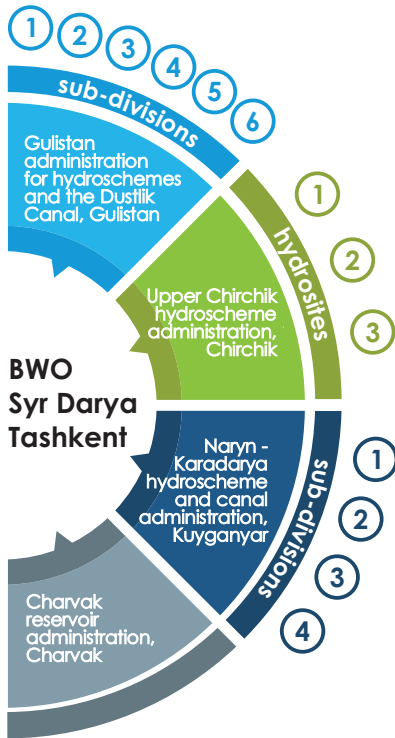 1 2 3 4 5 6
sub-divisions
Gulistan
administration
for hydroschemes
and the Dustlik
Canal, Gulistan
1
2
3
hydrosites
Upper Chirchik
hydroscheme
administration,
Chirchik
BWO
Syr Darya
Tashkent
Naryn -
Karadarya
hydroscheme
and canal
administration,
Kuyganyar
sub-divisions
1
2
3
4
Charvak
reservoir
administration,
Charvak